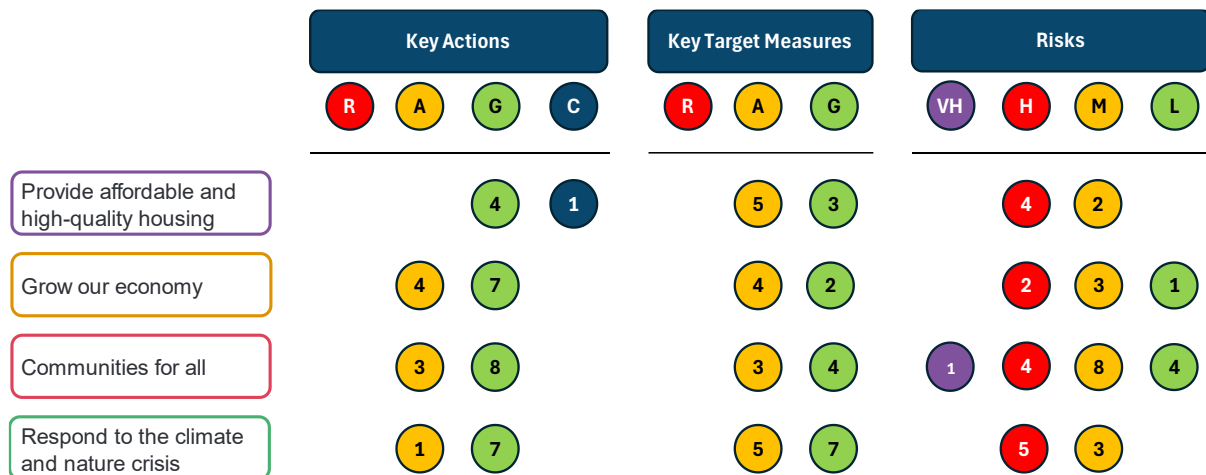 Key Actions Key Target Measures Risks
R A G C R A G VH H M L
Provide affordable and
high-quality housing
4 1 5 3 4 2
Grow our economy
4 7 4 2 2 3 1
Communities for all
3 8 3 4 1 4 8 4
Respond to the climate
and nature crisis
1 7 5 7 5 3